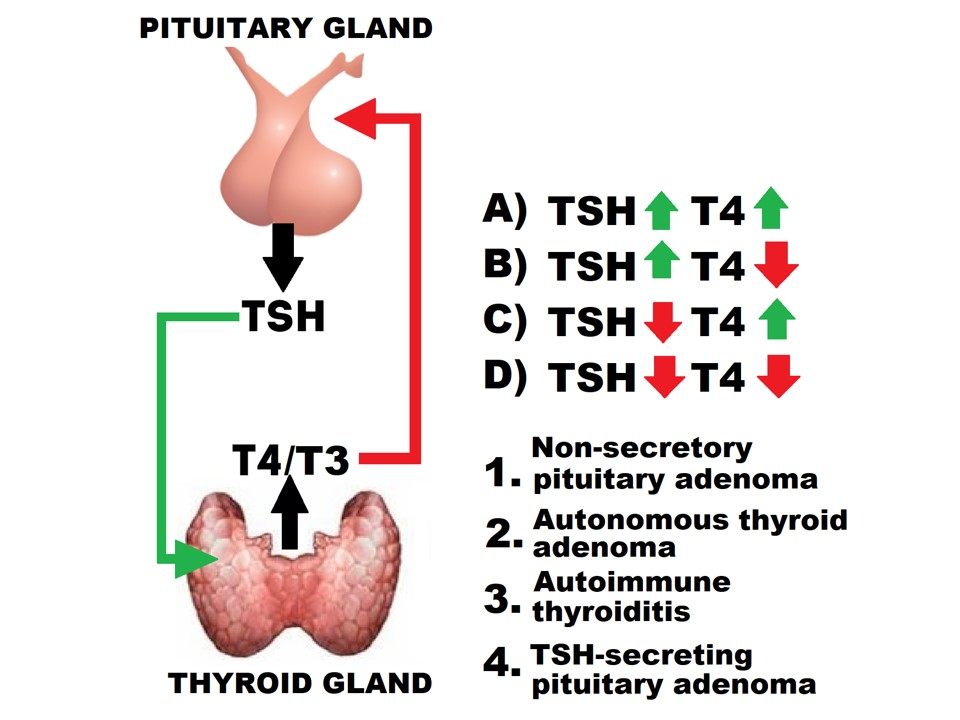 PITUITARY GLAND
TSH
T4/T3
THYROID GLAND
A) TSH T4
B) TSH T4
C) TSH T4
D) TSH T4
1. Non-secretory
pituitary adenoma
2. Autonomous thyroid
adenoma
3. Autoimmune
thyroiditis
4. TSH-secreting
pituitary adenoma